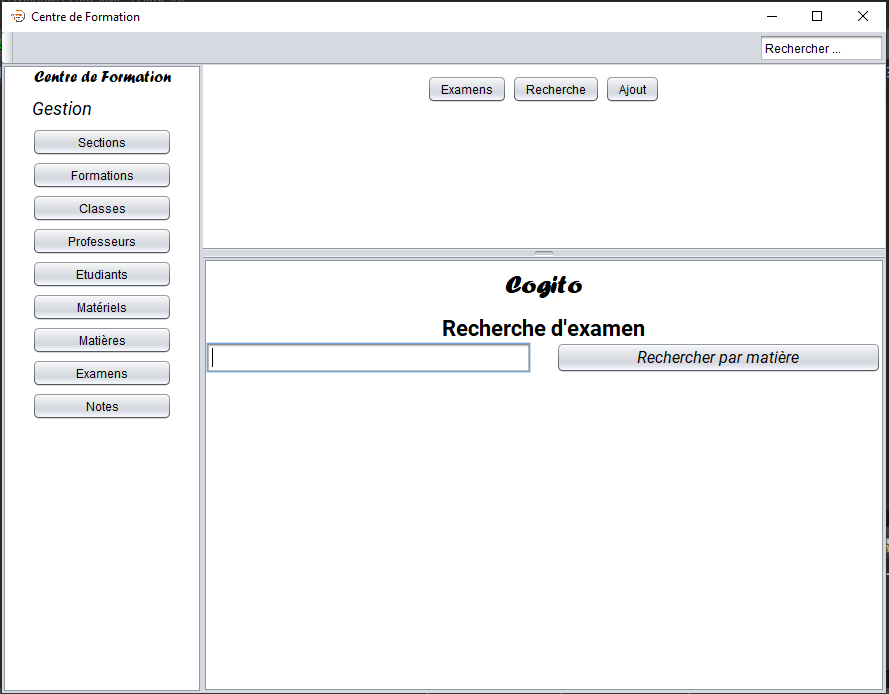 Centre de Formation
Rechercher ...
Centre de Formation
Gestion
Sections
Formations
Classes
Professeurs
Etudiants
Matériels
Matières
Examens
Notes
Examens Recherche Ajout
Cogito
Recherche d'examen
Rechercher par matière